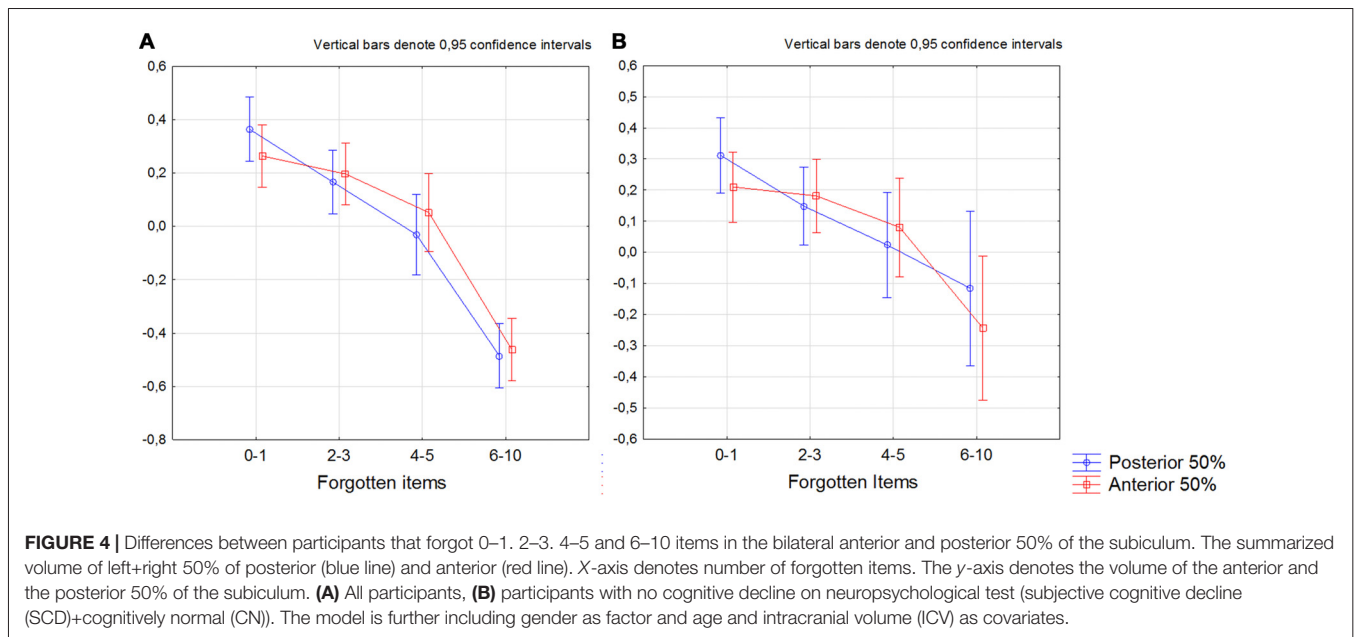 A
Vertical bars denote 0,95 confidence intervals
0,6
0,4
0,2
0,0
-0,2
-0,4
-0,6
-0,8
0-1 2-3 4-5 6-10
Forgotten items
B
Vertical bars denote 0,95 confidence intervals
0,6
0,5
0,4
0,3
0,2
0,1
0,0
-0,1
-0,2
-0,3
-0,4
-0,5
-0,6
0-1 2-3 4-5 6-10
Forgotten Items
Posterior 50%
Anterior 50%
FIGURE 4 | Differences between participants that forgot 0–1. 2–3. 4–5 and 6–10 items in the bilateral anterior and posterior 50% of the subiculum. The summarized
volume of left+right 50% of posterior (blue line) and anterior (red line). X-axis denotes number of forgotten items. The y-axis denotes the volume of the anterior and
the posterior 50% of the subiculum. (A) All participants, (B) participants with no cognitive decline on neuropsychological test (subjective cognitive decline
(SCD)+cognitively normal (CN)). The model is further including gender as factor and age and intracranial volume (ICV) as covariates.